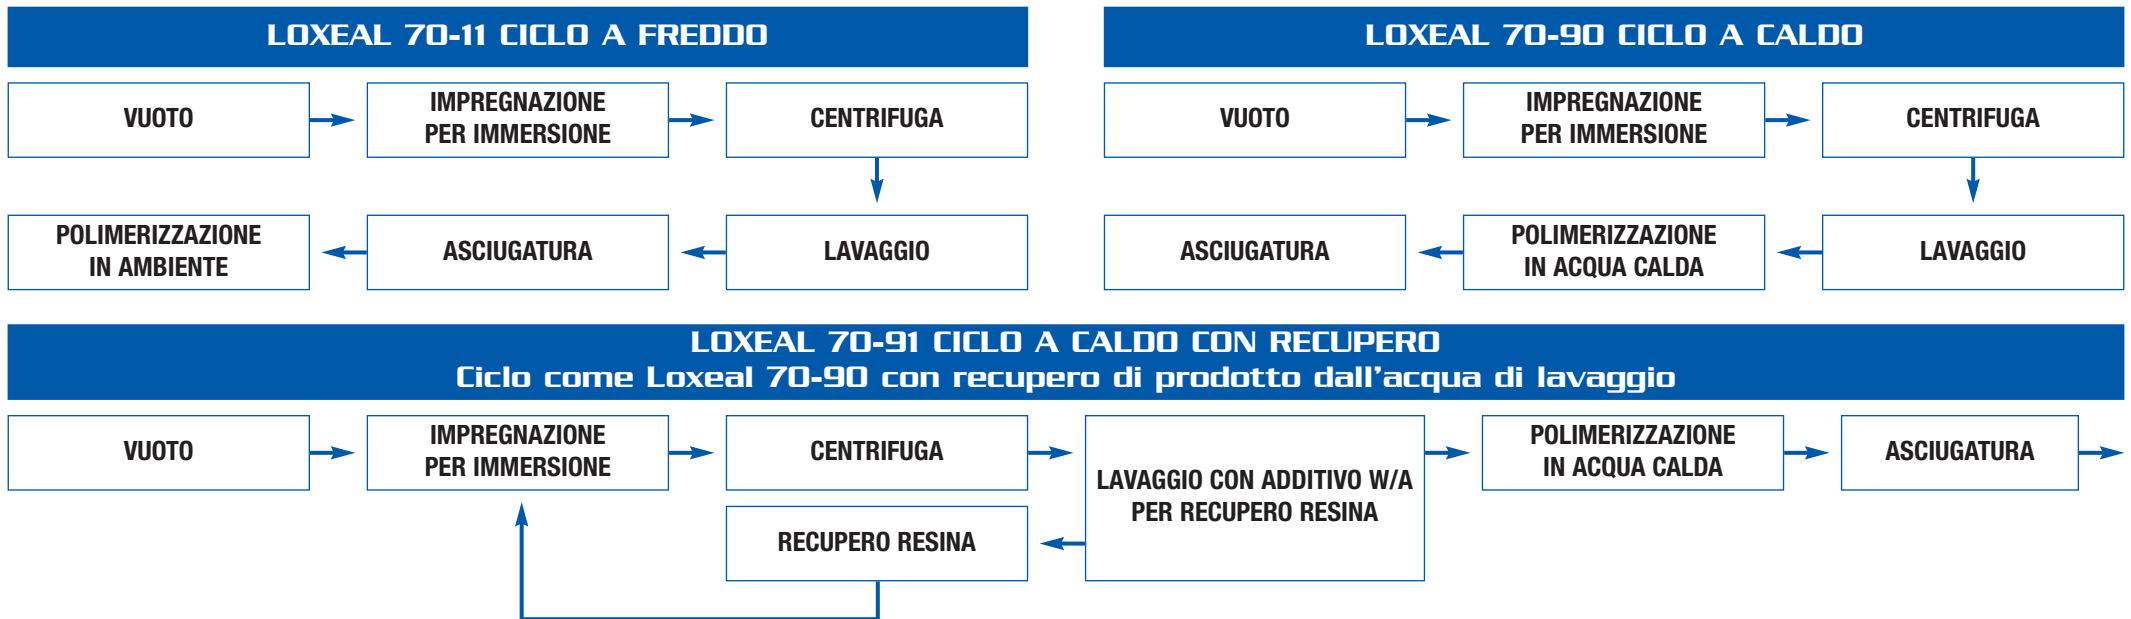 LOXEAL 70-11 CICLO A FREDDO
VUOTO
IMPREGNAZIONE
PER IMMERSIONE
CENTRIFUGA
LAVAGGIO
ASCIUGATURA
POLIMERIZZAZIONE
IN AMBIENTE
LOXEAL 70-90 CICLO A CALDO
VUOTO
IMPREGNAZIONE
PER IMMERSIONE
CENTRIFUGA
LAVAGGIO
POLIMERIZZAZIONE
IN ACQUA CALDA
ASCIUGATURA
LOXEAL 70-91 CICLO A CALDO CON RECUPERO
Ciclo come Loxeal 70-90 con recupero di prodotto dall'acqua di lavaggio
VUOTO
IMPREGNAZIONE
PER IMMERSIONE
CENTRIFUGA
LAVAGGIO CON ADDITIVO W/A
PER RECUPERO RESINA
POLIMERIZZAZIONE
IN ACQUA CALDA
ASCIUGATURA
RECUPERO RESINA